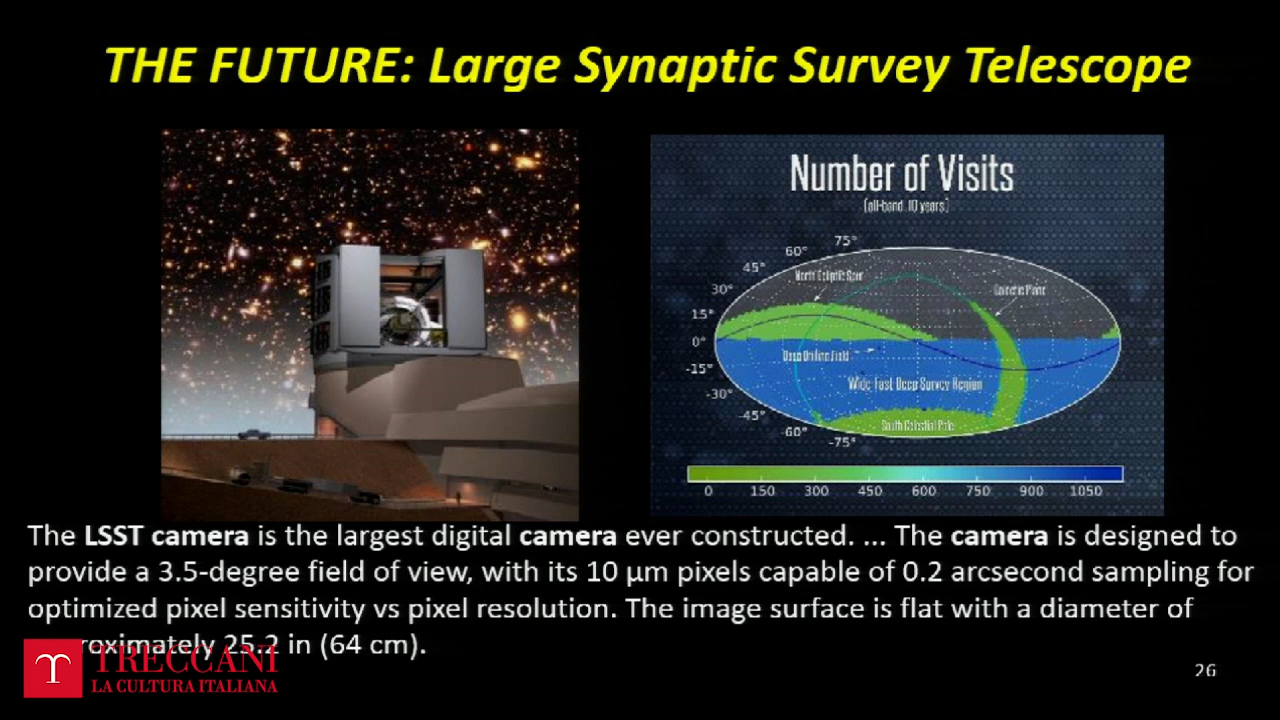 THE FUTURE: Large Synaptic Survey Telescope
Number of Visits
(all-band, 10 years)
75°
60°
45°
30°
15°
0°
-15°
-30°
-45°
-60°
-75°
North Ecliptic Spur
Galactic Plane
Deep Drilling Field
Wide Fast Deep Survey Region
South Celestial Pole
0 150 300 450 600 750 900 1050
The LSST camera is the largest digital camera ever constructed. ... The camera is designed to
provide a 3.5-degree field of view, with its 10 µm pixels capable of 0.2 arcsecond sampling for
optimized pixel sensitivity vs pixel resolution. The image surface is flat with a diameter of
roximately 25.2 in (64 cm).
TRECCANI
LA CULTURA ITALIANA
26